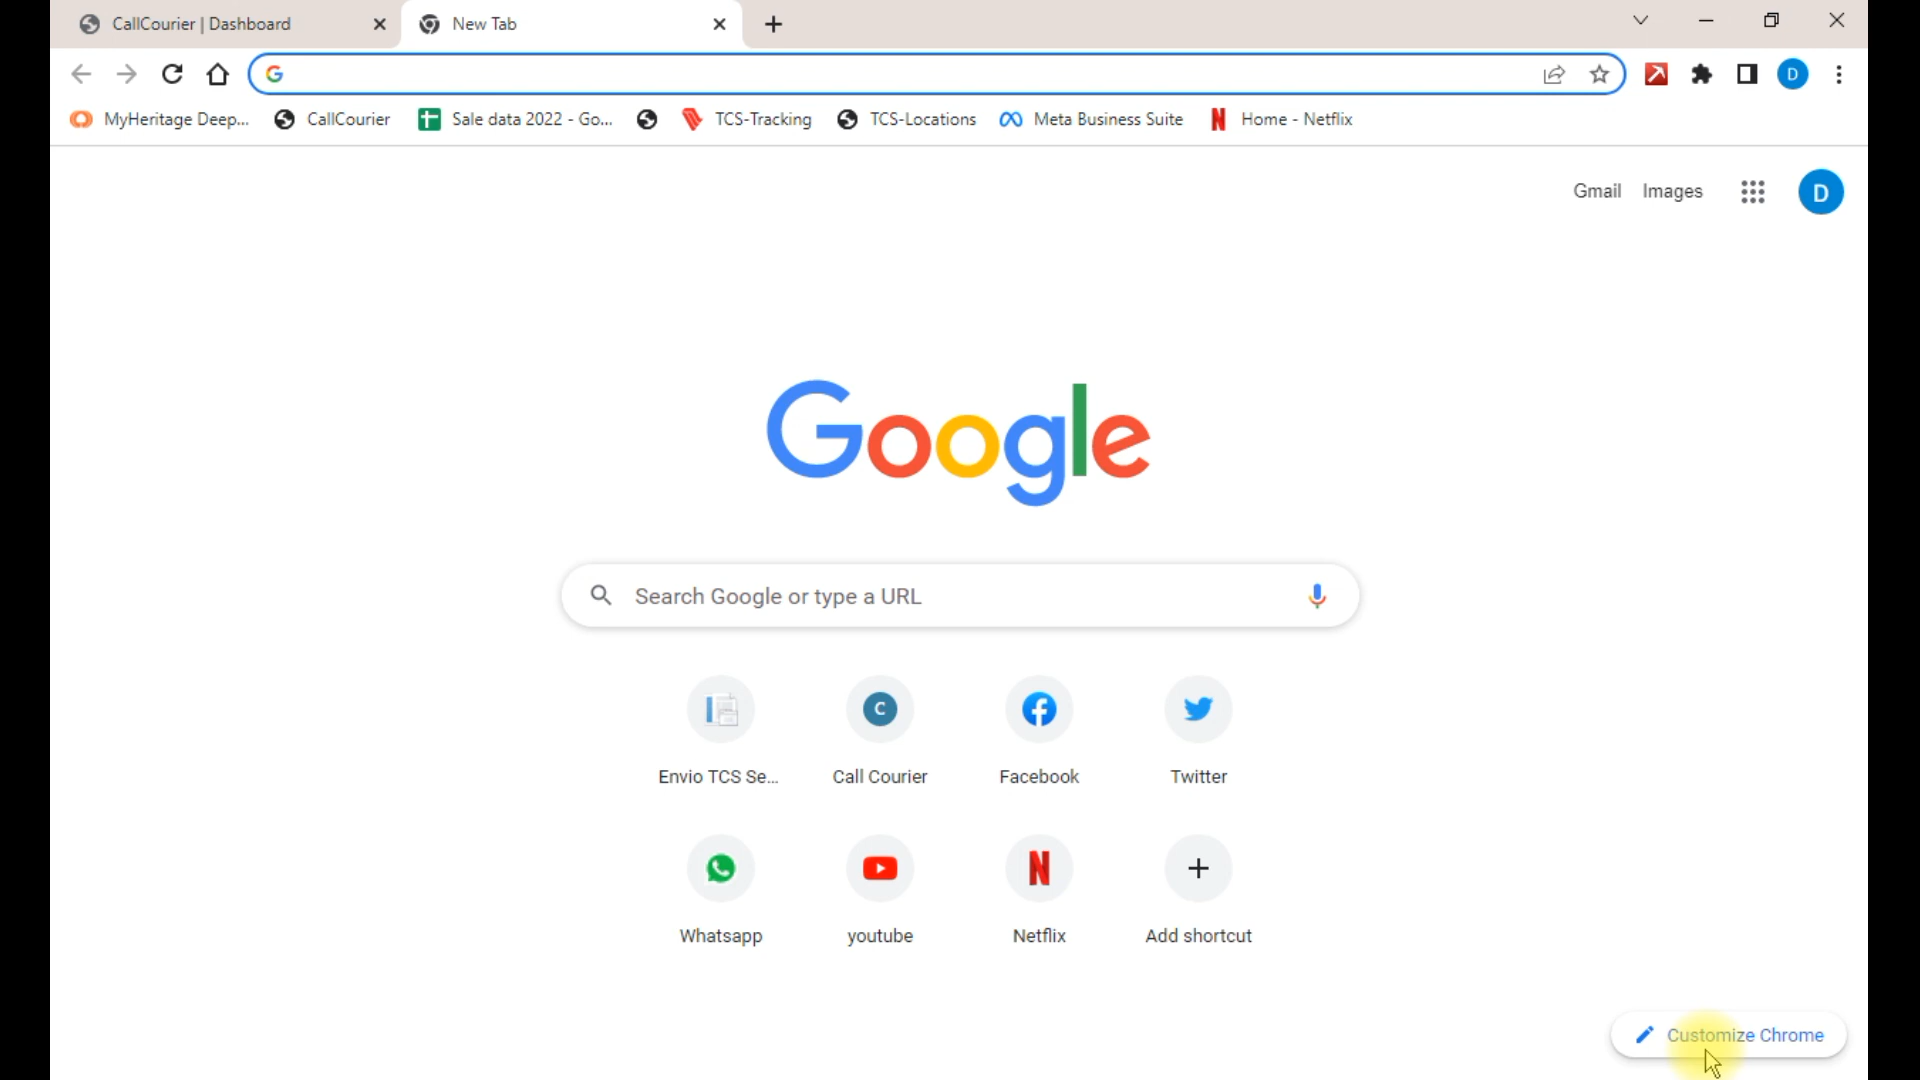 CallCourier | Dashboard
New Tab
D
MyHeritage Deep...
CallCourier
Sale data 2022 - Go...
TCS-Tracking
TCS-Locations
Meta Business Suite
Home - Netflix
Gmail
Images
D
Google
Search Google or type a URL
C
Envio TCS Se...
Call Courier
Facebook
Twitter
Whatsapp
youtube
Netflix
Add shortcut
Customize Chrome